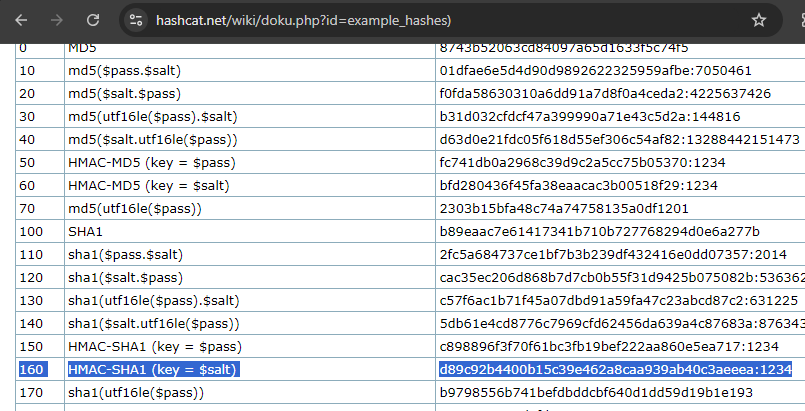 hashcat.net/wiki/doku.php?id=example_hashes)
0 MD5 8743b52063cd84097a65d1633f5c74f5
10 md5($pass.$salt) 01dfae6e5d4d90d9892622325959afbe:7050461
20 md5($salt.$pass) f0fda58630310a6dd91a7d8f0a4ceda2:4225637426
30 md5(utf16le($pass).$salt) b31d032cfdcf47a399990a71e43c5d2a:144816
40 md5($salt.utf16le($pass)) d63d0e21fdc05f618d55ef306c54af82:13288442151473
50 HMAC-MD5 (key = $pass) fc741db0a2968c39d9c2a5cc75b05370:1234
60 HMAC-MD5 (key = $salt) bfd280436f45fa38eaacac3b00518f29:1234
70 md5(utf16le($pass)) 2303b15bfa48c74a74758135a0df1201
100 SHA1 b89eaac7e61417341b710b727768294d0e6a277b
110 sha1($pass.$salt) 2fc5a684737ce1bf7b3b239df432416e0dd07357:2014
120 sha1($salt.$pass) cac35ec206d868b7d7cb0b55f31d9425b075082b:536362
130 sha1(utf16le($pass).$salt) c57f6ac1b71f45a07dbd91a59fa47c23abcd87c2:631225
140 sha1($salt.utf16le($pass)) 5db61e4cd8776c7969cfd62456da639a4c87683a:876343
150 HMAC-SHA1 (key = $pass) c898896f3f70f61bc3fb19bef222aa860e5ea717:1234
160 HMAC-SHA1 (key = $salt) d89c92b4400b15c39e462a8caa939ab40c3aeeea:1234
170 sha1(utf16le($pass)) b9798556b741befdbddcbf640d1dd59d19b1e193